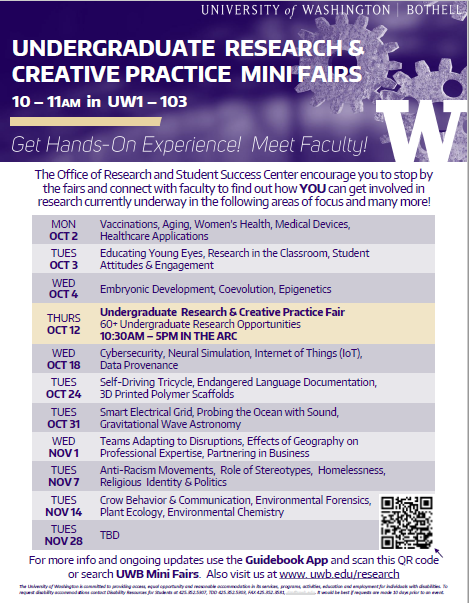 UNIVERSITY of WASHINGTON | BOTHELL
UNDERGRADUATE RESEARCH &
CREATIVE PRACTICE MINI FAIRS
10 – 11AM in UW1 – 103
Get Hands-On Experience! Meet Faculty!
W
The Office of Research and Student Success Center encourage you to stop by
the fairs and connect with faculty to find out how YOU can get involved in
research currently underway in the following areas of focus and many more!
MON
OCT 2
Vaccinations, Aging, Women's Health, Medical Devices,
Healthcare Applications
TUES
OCT 3
Educating Young Eyes, Research in the Classroom, Student
Attitudes & Engagement
WED
OCT 4
Embryonic Development, Coevolution, Epigenetics
THURS
OCT 12
Undergraduate Research & Creative Practice Fair
60+ Undergraduate Research Opportunities
10:30AM – 5PM IN THE ARC
WED
OCT 18
Cybersecurity, Neural Simulation, Internet of Things (IoT),
Data Provenance
TUES
OCT 24
Self-Driving Tricycle, Endangered Language Documentation,
3D Printed Polymer Scaffolds
TUES
OCT 31
Smart Electrical Grid, Probing the Ocean with Sound,
Gravitational Wave Astronomy
WED
NOV 1
Teams Adapting to Disruptions, Effects of Geography on
Professional Expertise, Partnering in Business
TUES
NOV 7
Anti-Racism Movements, Role of Stereotypes, Homelessness,
Religious Identity & Politics
TUES
NOV 14
Crow Behavior & Communication, Environmental Forensics,
Plant Ecology, Environmental Chemistry
TUES
NOV 28
TBD
For more info and ongoing updates use the Guidebook App and scan this QR code
or search UWB Mini Fairs. Also visit us at www. uwb.edu/research
The University of Washington is committed to providing access, equal opportunity and reasonable accommodation in its services, programs, activities, education and employment for individuals with disabilities. To
request disability accommodation contact Disability Resources for Students at 425.352.5307, TDD 425.352.5303, FAX 425.352.3581, It would be best if requests are made 10 days prior to an event.